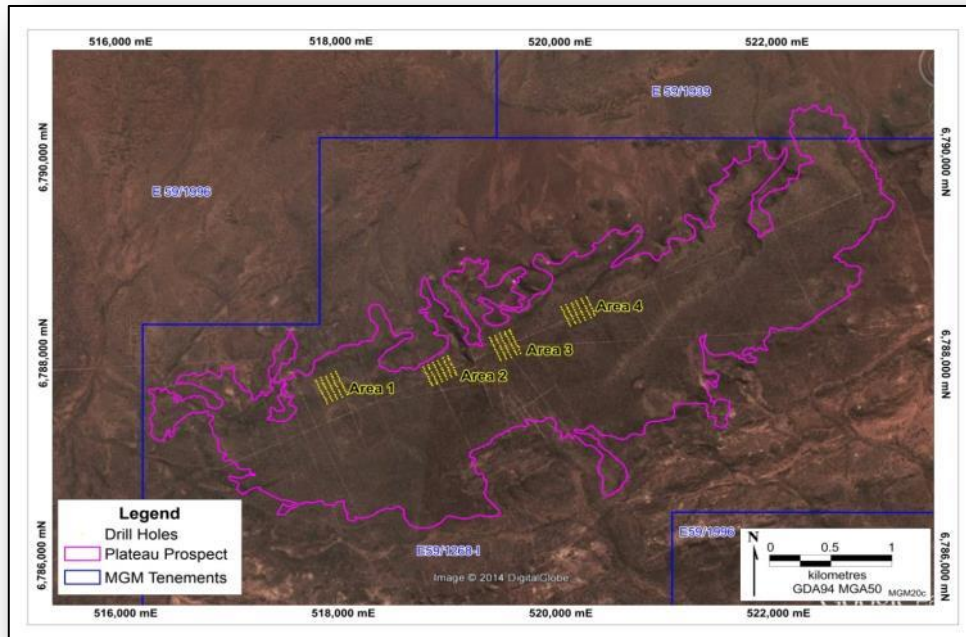 516,000 mE
518,000 mE
520,000 mE
522,000 mE
E 59/1939
6,790,000 mN
6,790,000 mN
E 59/1996
Area 4
Area 3
Area 2
Area 1
6,788,000 mN
6,788,000 mN
Legend
Drill Holes
Plateau Prospect
MGM Tenements
E59/1268-I
E59/1996
Image © 2014 DigitalGlobe
N
0 0.5 1
kilometres
GDA94 MGA50
MGM20c
6,786,000 mN
6,786,000 mN
516,000 mE
518,000 mE
520,000 mE
522,000 mE